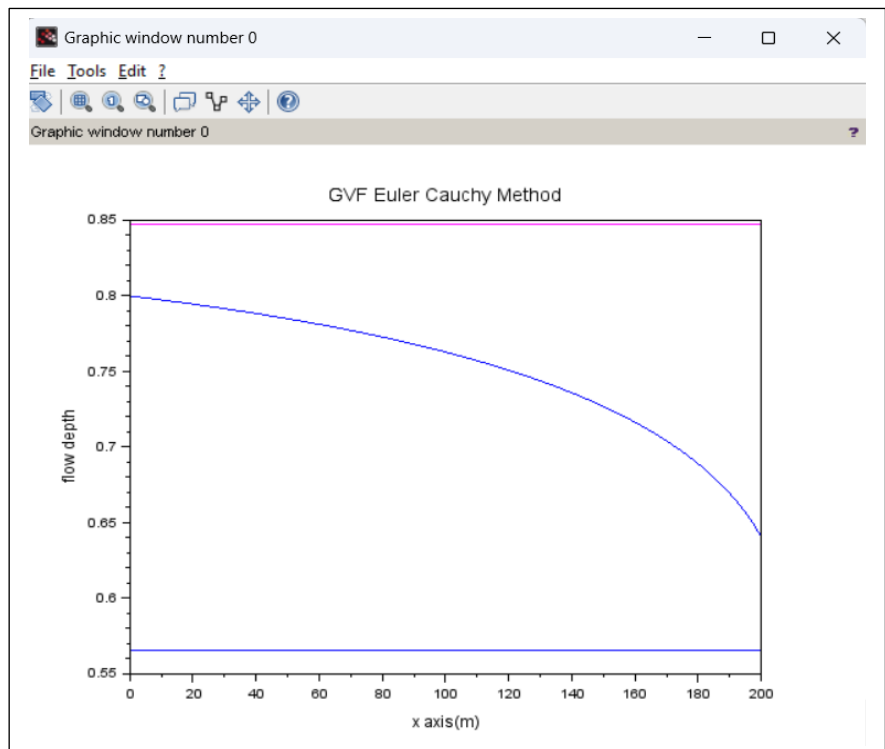 Graphic window number 0
File Tools Edit ?
Graphic window number 0 ?
GVF Euler Cauchy Method
0.85
0.8
0.75
0.7
0.65
0.6
0.55
flow depth
0 20 40 60 80 100 120 140 160 180 200
x axis(m)